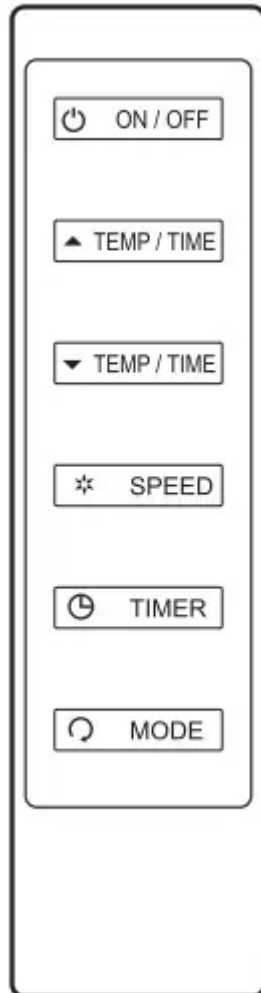 ON / OFF
▲ TEMP / TIME
▼ TEMP / TIME
SPEED
TIMER
MODE